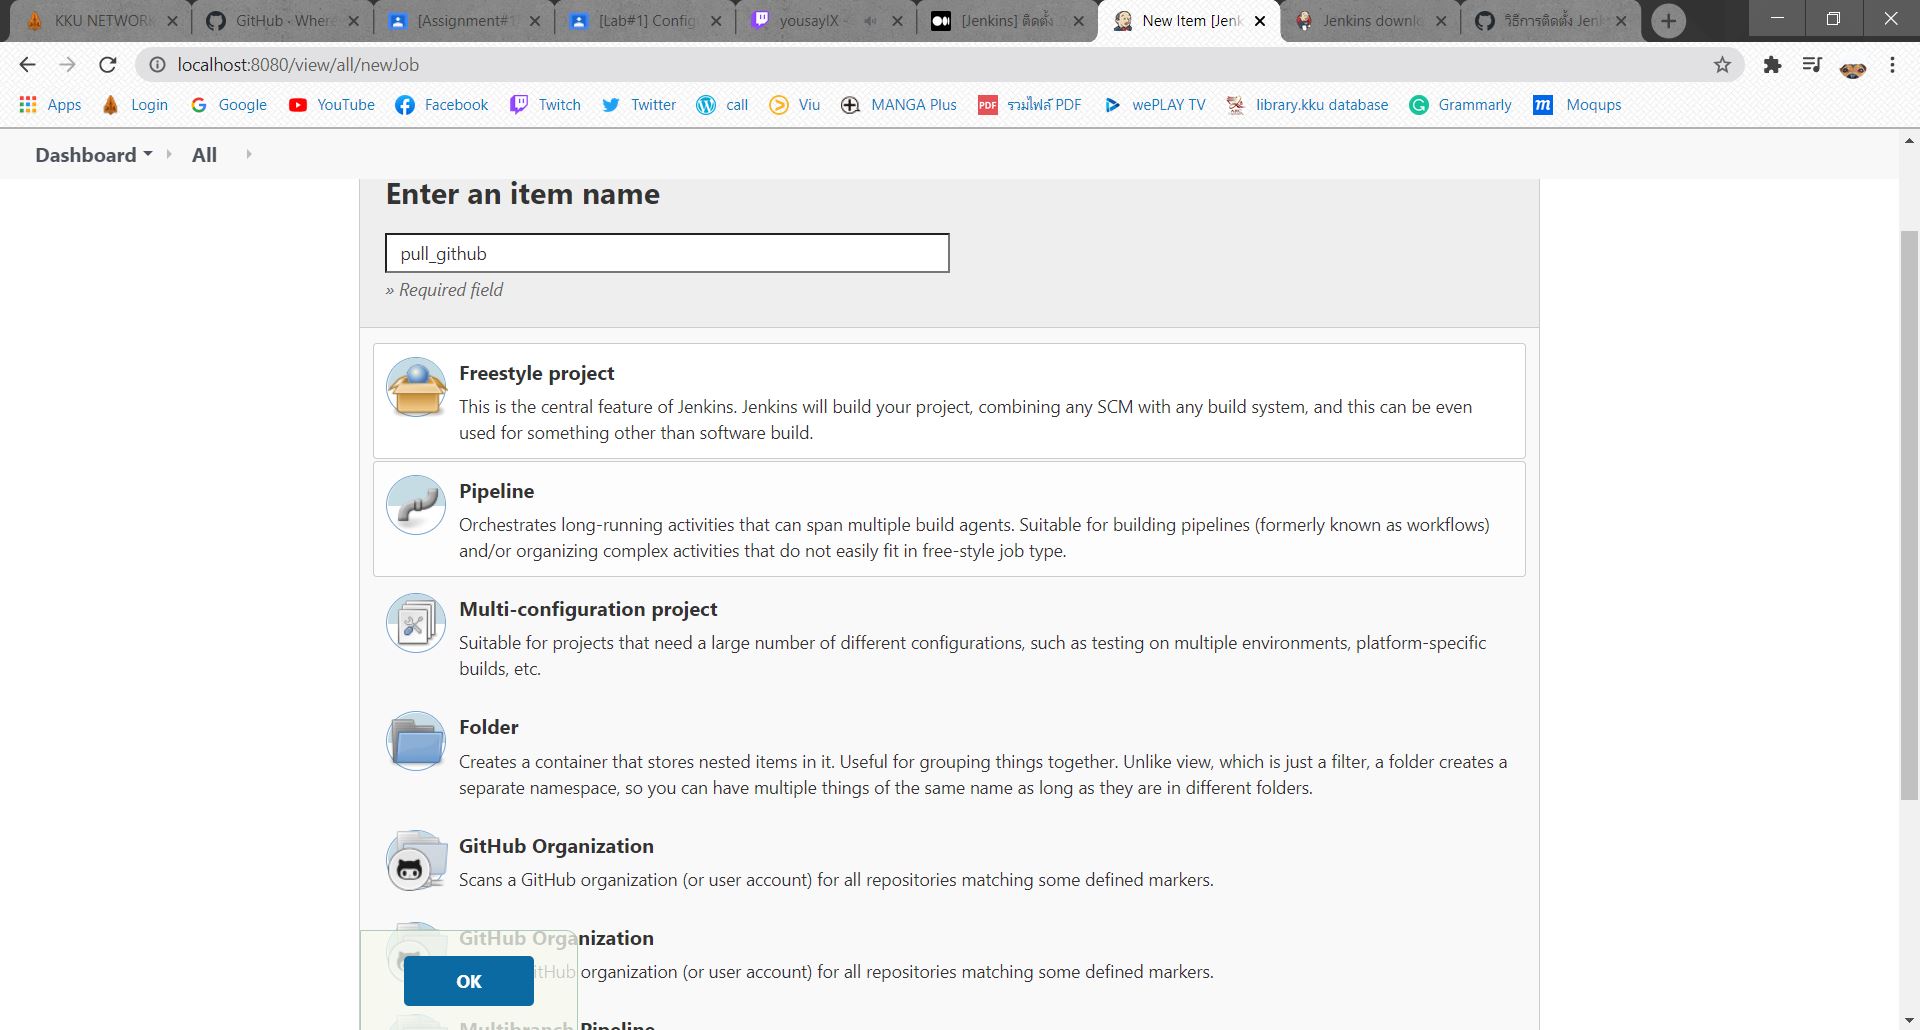 KKU NETWORK
GitHub · Where
[Assignment#1
[Lab#1] Config
yousayIX -
[Jenkins] ติดตั้ง
New Item [Jenk
Jenkins downlo
วิธีการติดตั้ง Jenk
localhost:8080/view/all/newJob
Apps
Login
Google
YouTube
Facebook
Twitch
Twitter
call
Viu
MANGA Plus
PDF
รวมไฟล์ PDF
wePLAY TV
library.kku database
Grammarly
m
Moqups
Dashboard
All
Enter an item name
pull_github
» Required field
Freestyle project
This is the central feature of Jenkins. Jenkins will build your project, combining any SCM with any build system, and this can be even
used for something other than software build.
Pipeline
Orchestrates long-running activities that can span multiple build agents. Suitable for building pipelines (formerly known as workflows)
and/or organizing complex activities that do not easily fit in free-style job type.
Multi-configuration project
Suitable for projects that need a large number of different configurations, such as testing on multiple environments, platform-specific
builds, etc.
Folder
Creates a container that stores nested items in it. Useful for grouping things together. Unlike view, which is just a filter, a folder creates a
separate namespace, so you can have multiple things of the same name as long as they are in different folders.
GitHub Organization
Scans a GitHub organization (or user account) for all repositories matching some defined markers.
GitHub Organization
itHub organization (or user account) for all repositories matching some defined markers.
OK
Multibranch Pipeline